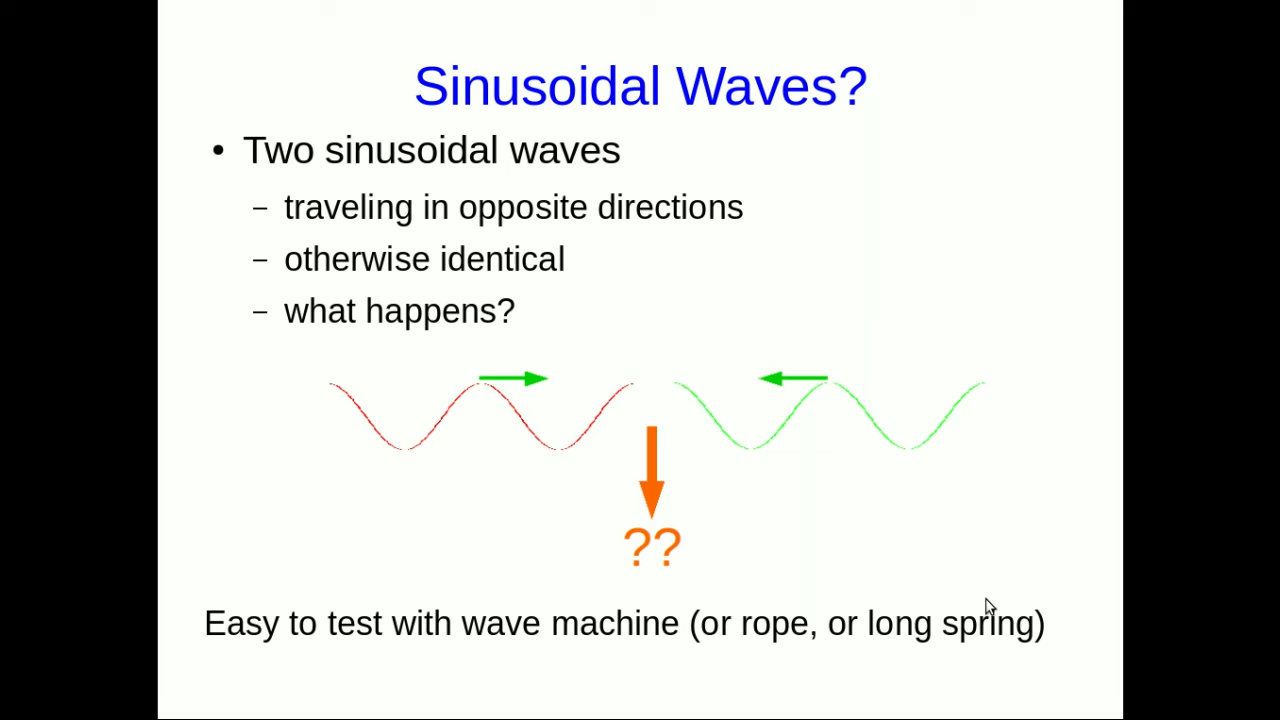 Sinusoidal Waves?
• Two sinusoidal waves
– traveling in opposite directions
– otherwise identical
– what happens?
??
Easy to test with wave machine (or rope, or long spring)